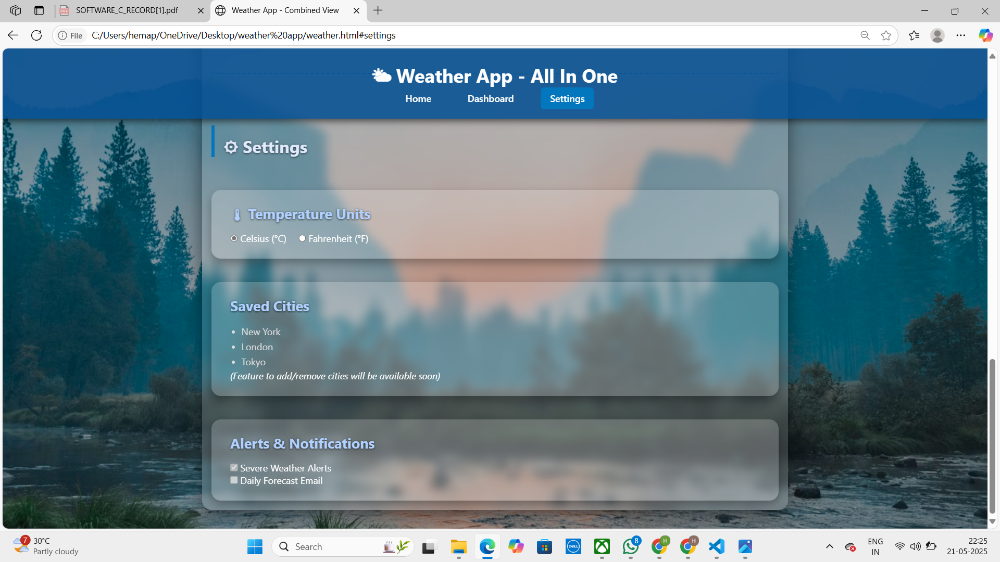 SOFTWARE_C_RECORD[1].pdf
Weather App - Combined View
File
C:/Users/hemap/OneDrive/Desktop/weather%20app/weather.html#settings
Weather App - All In One
Home Dashboard Settings
Settings
Temperature Units
Celsius (°C) Fahrenheit (°F)
Saved Cities
• New York
• London
• Tokyo
(Feature to add/remove cities will be available soon)
Alerts & Notifications
Severe Weather Alerts
Daily Forecast Email
7
30°C
Partly cloudy
Search
DELL
8
H
H
ENG
IN
22:25
21-05-2025